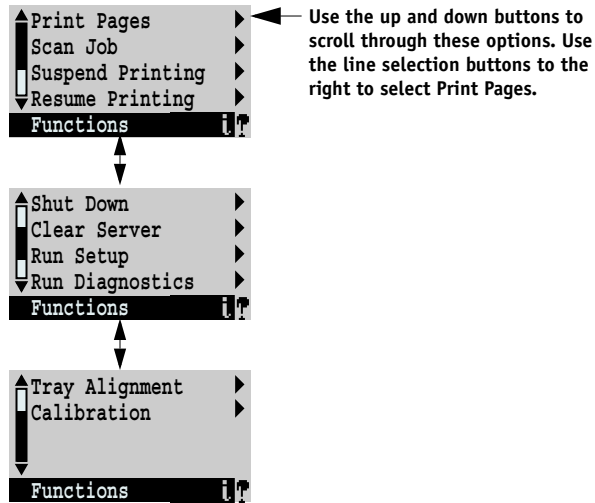 Print Pages
Scan Job
Suspend Printing
Resume Printing
Functions
Use the up and down buttons to
scroll through these options. Use
the line selection buttons to the
right to select Print Pages.
Shut Down
Clear Server
Run Setup
Run Diagnostics
Functions
Tray Alignment
Calibration
Functions